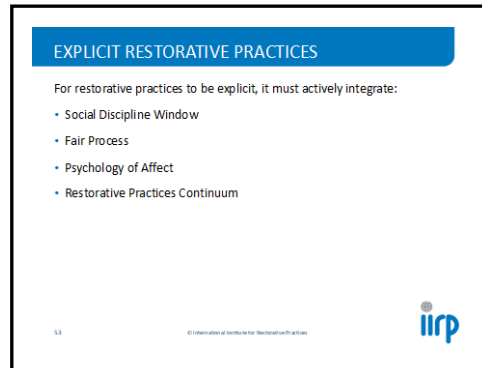 EXPLICIT RESTORATIVE PRACTICES
For restorative practices to be explicit, it must actively integrate:
• Social Discipline Window
• Fair Process
• Psychology of Affect
• Restorative Practices Continuum
53
© International Institute for Restorative Practices
iirp